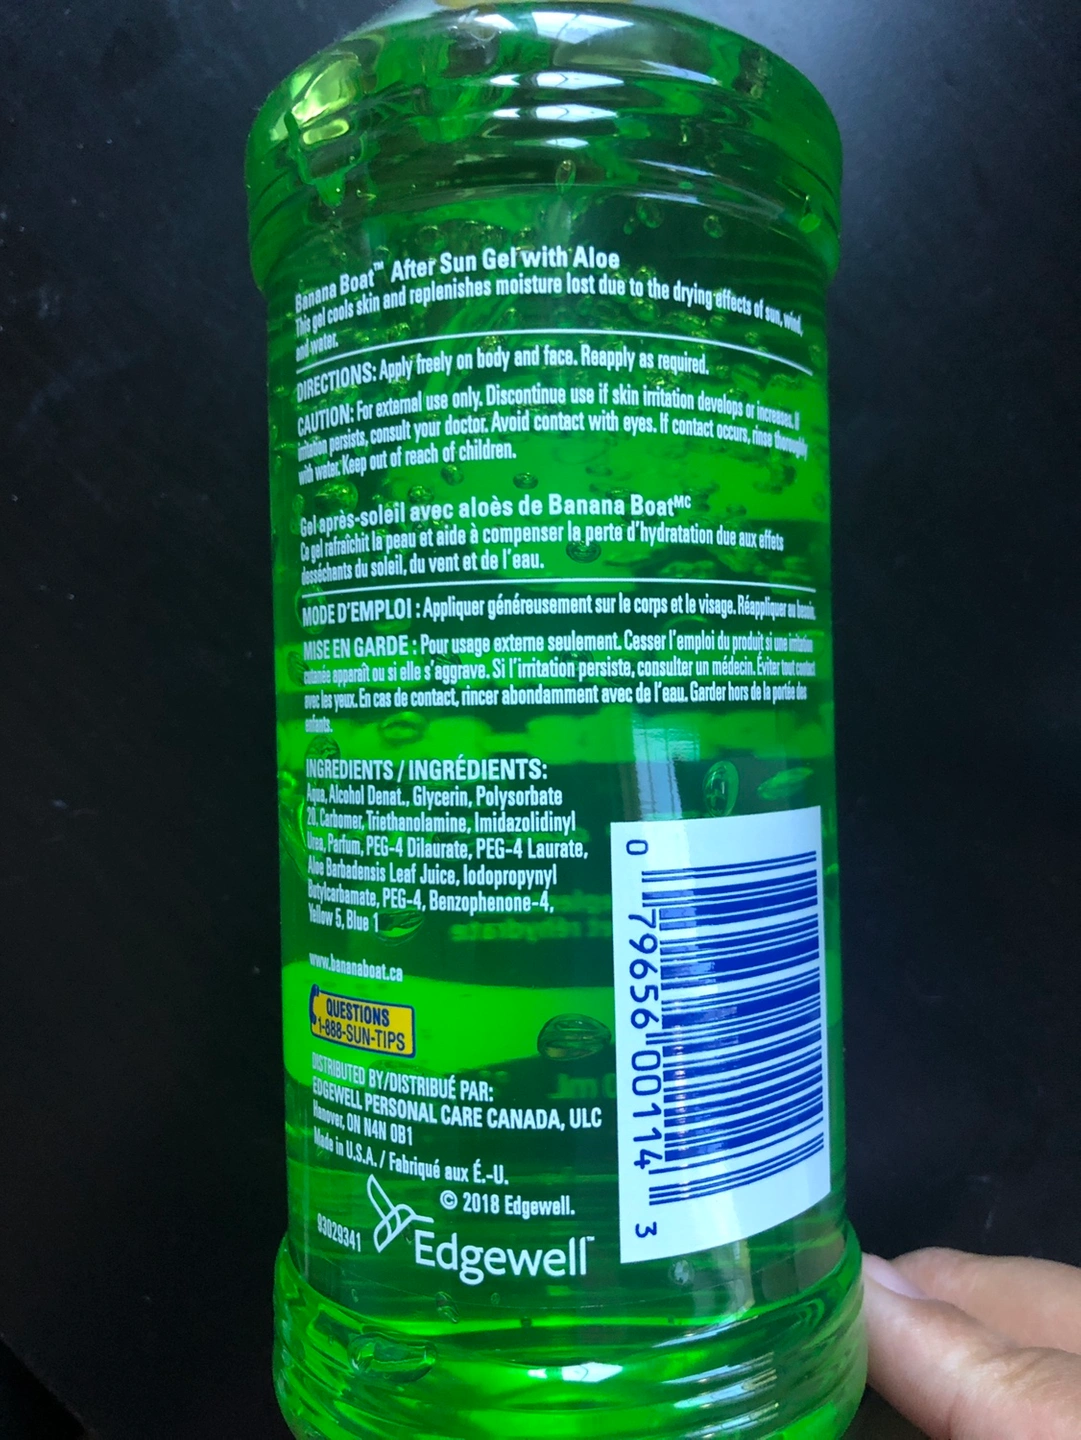 Banana Boat™ After Sun Gel with Aloe
This gel cools skin and replenishes moisture lost due to the drying effects of sun, wind,
and water.
DIRECTIONS: Apply freely on body and face. Reapply as required.
CAUTION: For external use only. Discontinue use if skin irritation develops or increases. If
irritation persists, consult your doctor. Avoid contact with eyes. If contact occurs, rinse thoroughly
with water. Keep out of reach of children.
Gel après-soleil avec aloès de Banana Boat MC
Ce gel rafraîchit la peau et aide à compenser la perte d'hydratation due aux effets
desséchants du soleil, du vent et de l'eau.
MODE D'EMPLOI : Appliquer généreusement sur le corps et le visage. Réappliquer au besoin.
MISE EN GARDE : Pour usage externe seulement. Cesser l'emploi du produit si une irritation
cutanée apparaît ou si elle s'aggrave. Si l'irritation persiste, consulter un médecin. Éviter tout contact
avec les yeux. En cas de contact, rincer abondamment avec de l'eau. Garder hors de la portée des
enfants.
INGREDIENTS / INGRÉDIENTS:
Aqua, Alcohol Denat., Glycerin, Polysorbate
20, Carbomer, Triethanolamine, Imidazolidinyl
Urea, Parfum, PEG-4 Dilaurate, PEG-4 Laurate,
Aloe Barbadensis Leaf Juice, Iodopropynyl
Butylcarbamate, PEG-4, Benzophenone-4,
Yellow 5, Blue 1
www.bananaboat.ca
QUESTIONS
1-888-SUN-TIPS
DISTRIBUTED BY/DISTRIBUÉ PAR:
EDGEWELL PERSONAL CARE CANADA, ULC
Hanover, ON N4N 0B1
Made in U.S.A. / Fabriqué aux É.-U.
© 2018 Edgewell.
93029341
Edgewell™
0 79656 00114 3